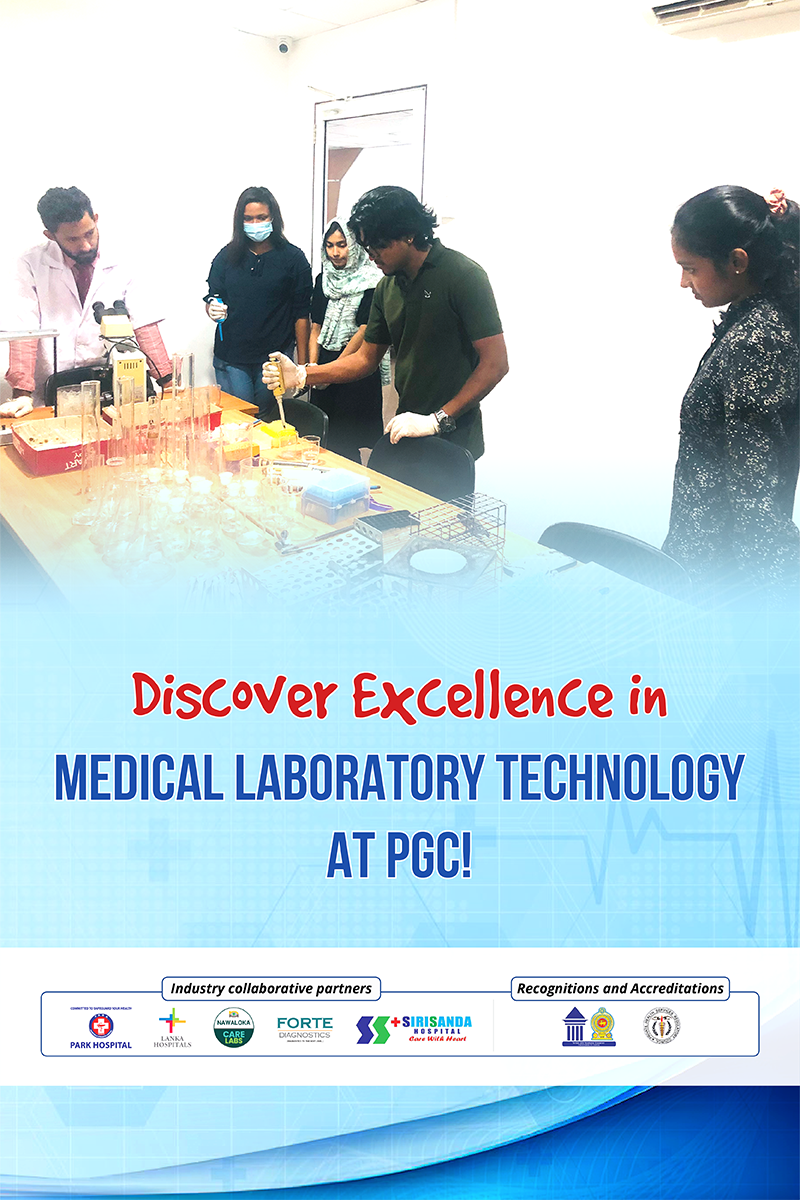 Discover Excellence in
MEDICAL LABORATORY TECHNOLOGY
AT PGC!
Industry collaborative partners
Recognitions and Accreditations
COMMITTED TO SAFEGUARD YOUR HEALTH
PARK HOSPITAL
LANKA
HOSPITALS
NAWALOKA
CARE
LABS
FORTE
DIAGNOSTICS
SIRISANDA
HOSPITAL
Care With Heart